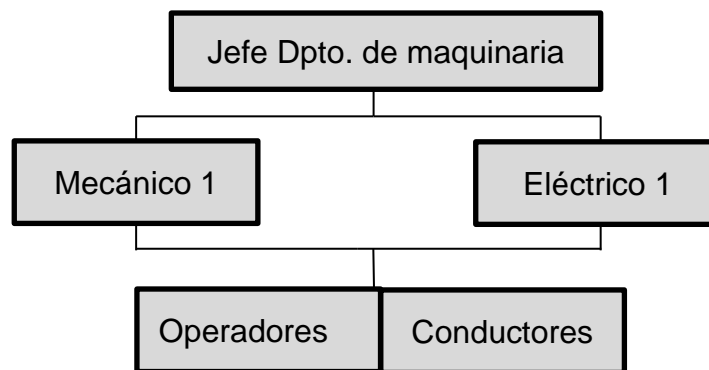 Jefe Dpto. de maquinaria
Mecánico 1
Eléctrico 1
Operadores
Conductores